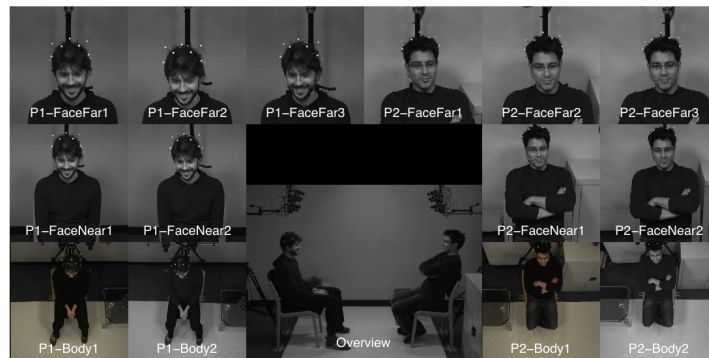 P1-FaceFar1
P1-FaceFar2
P1-FaceFar3
P2-FaceFar1
P2-FaceFar2
P2-FaceFar3
P1-FaceNear1
P1-FaceNear2
P2-FaceNear1
P2-FaceNear2
P1-Body1
P1-Body2
Overview
P2-Body1
P2-Body2